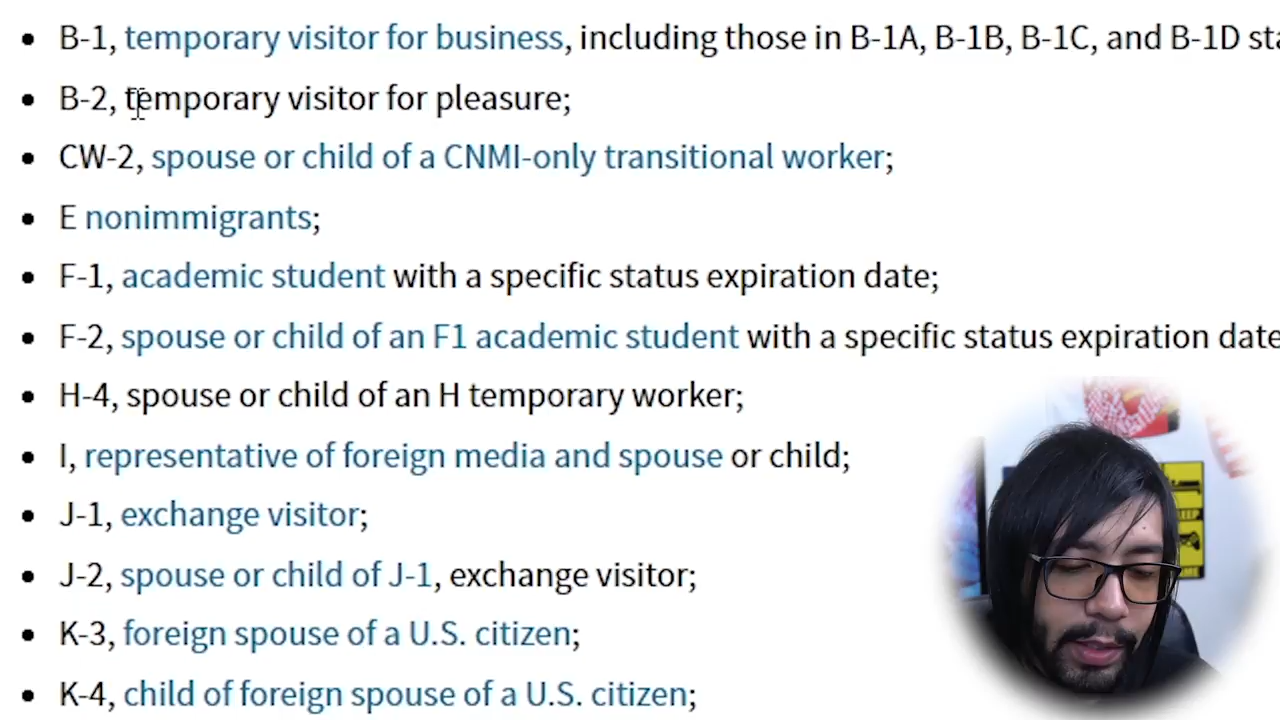 B-1, temporary visitor for business, including those in B-1A, B-1B, B-1C, and B-1D
B-2, temporary visitor for pleasure;
CW-2, spouse or child of a CNMI-only transitional worker;
E nonimmigrants;
F-1, academic student with a specific status expiration date;
F-2, spouse or child of an F1 academic student with a specific status expiration date
H-4, spouse or child of an H temporary worker;
I, representative of foreign media and spouse or child;
J-1, exchange visitor;
J-2, spouse or child of J-1, exchange visitor;
K-3, foreign spouse of a U.S. citizen;
K-4, child of foreign spouse of a U.S. citizen;